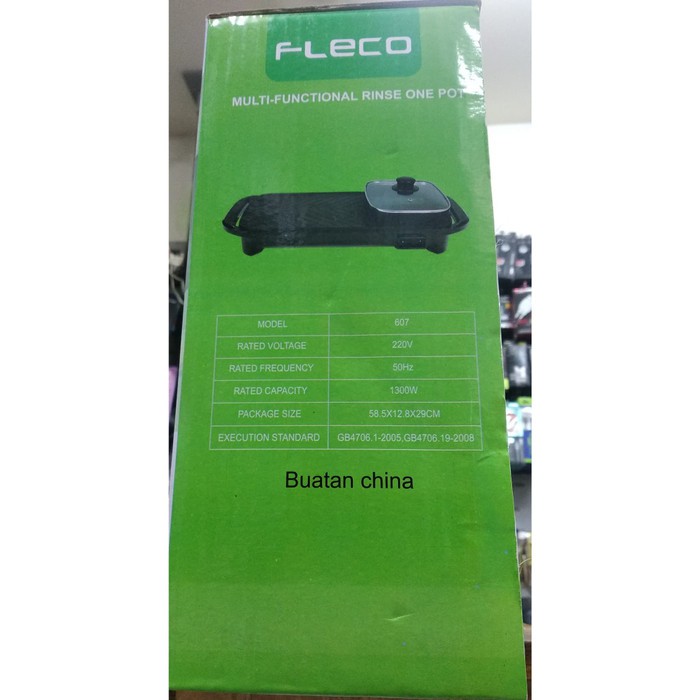 FLECO
MULTI-FUNCTIONAL RINSE ONE POT
MODEL 607
RATED VOLTAGE 220V
RATED FREQUENCY 50Hz
RATED CAPACITY 1300W
PACKAGE SIZE 58.5X12.8X29CM
EXECUTION STANDARD GB4706.1-2005,GB4706.19-2008
Buatan china